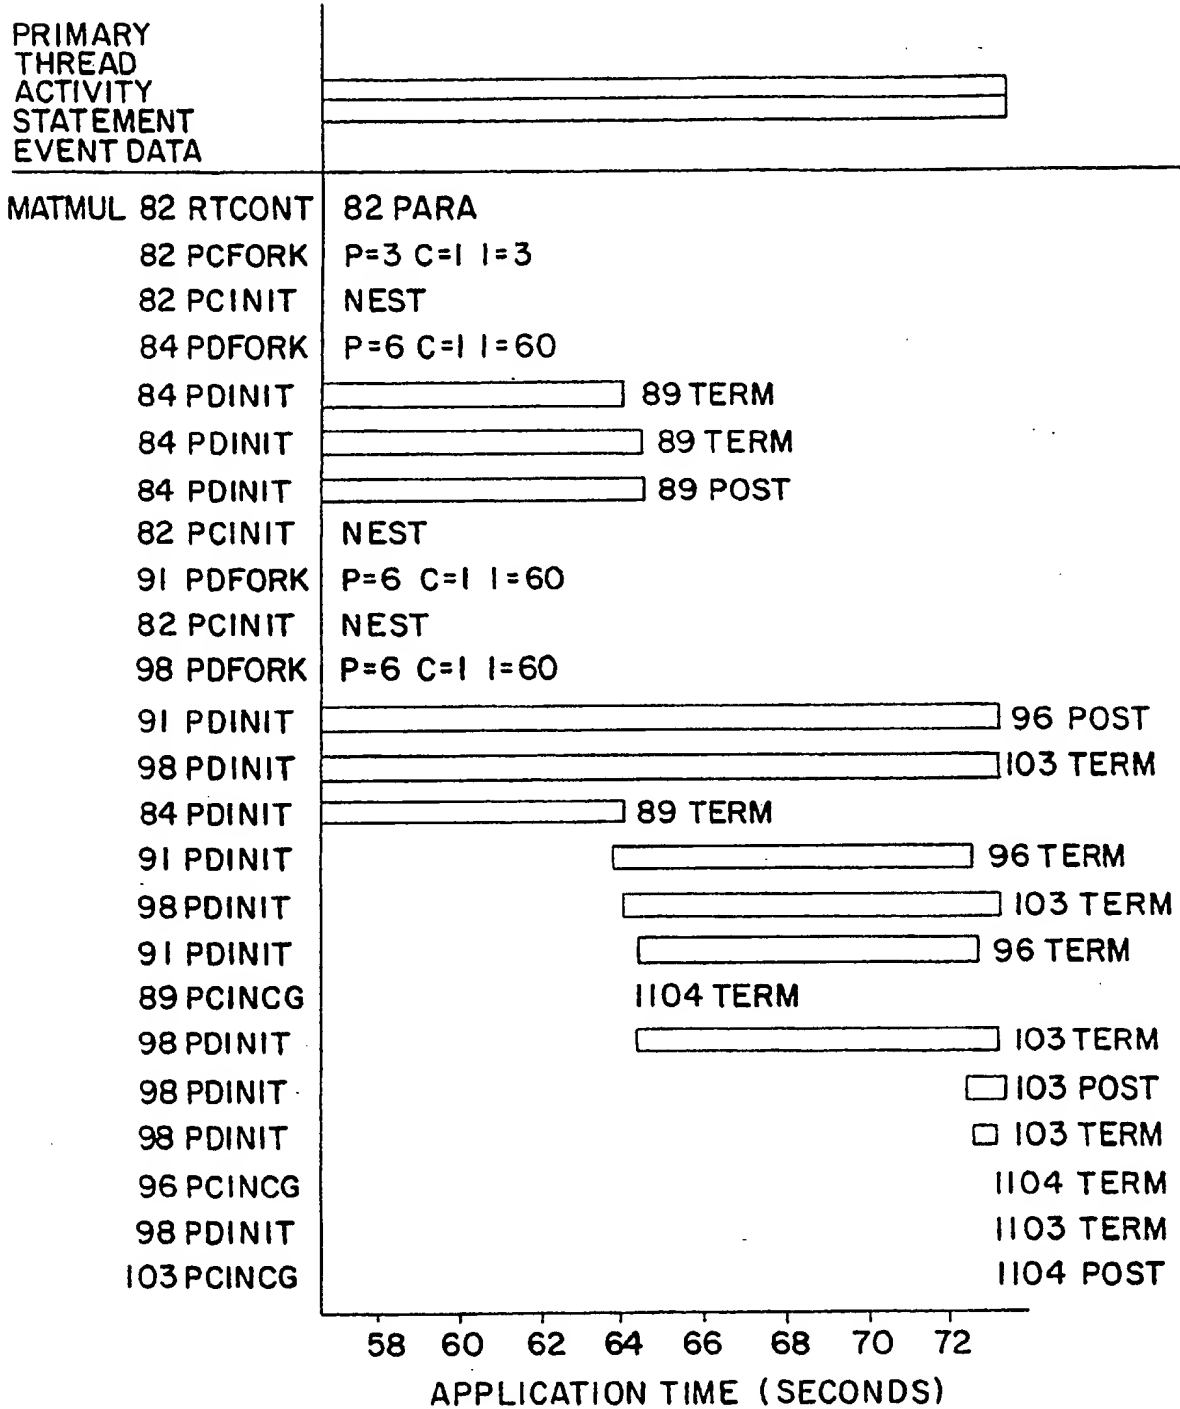 PRIMARY
THREAD
ACTIVITY
STATEMENT
EVENT DATA
MATMUL 82 RTCONT 82 PARA
82 PCFORK P=3 C=1 I=3
82 PCINIT NEST
84 PDFORK P=6 C=1 I=60
84 PDINIT 89 TERM
84 PDINIT 89 TERM
84 PDINIT 89 POST
82 PCINIT NEST
91 PDFORK P=6 C=1 I=60
82 PCINIT NEST
98 PDFORK P=6 C=1 I=60
91 PDINIT 96 POST
98 PDINIT 103 TERM
84 PDINIT 89 TERM
91 PDINIT 96 TERM
98 PDINIT 103 TERM
91 PDINIT 96 TERM
89 PCINCG 1104 TERM
98 PDINIT 103 TERM
98 PDINIT 103 POST
98 PDINIT 103 TERM
96 PCINCG 1104 TERM
98 PDINIT 1103 TERM
103 PCINCG 1104 POST
58 60 62 64 66 68 70 72
APPLICATION TIME (SECONDS)